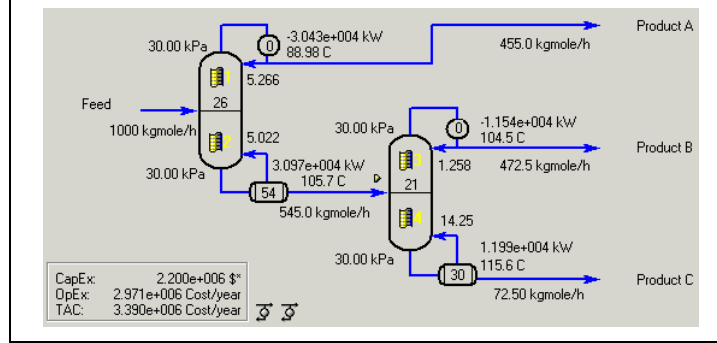 30.00 kPa
0
-3.043e+004 kW
88.98 C
455.0 kgmole/h
Product A
1
5.266
26
Feed
1000 kgmole/h
2
5.022
30.00 kPa
54
3.097e+004 kW
105.7 C
545.0 kgmole/h
30.00 kPa
0
-1.154e+004 kW
104.5 C
472.5 kgmole/h
Product B
3
1.258
21
4
14.25
30.00 kPa
30
1.199e+004 kW
115.6 C
72.50 kgmole/h
Product C
CapEx: 2.200e+006 $*
OpEx: 2.971e+006 Cost/year
TAC: 3.390e+006 Cost/year